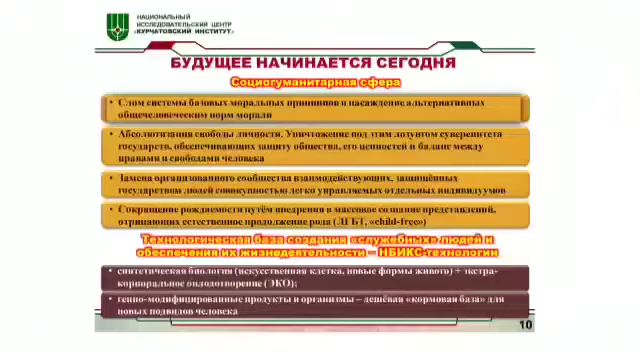 НАЦИОНАЛЬНЫЙ
ИССЛЕДОВАТЕЛЬСКИЙ ЦЕНТР
«КУРЧАТОВСКИЙ ИНСТИТУТ»
БУДУЩЕЕ НАЧИНАЕТСЯ СЕГОДНЯ
Социогуманитарная сфера
• Слом системы базовых моральных принципов и насаждение альтернативных
общечеловеческим норм морали
• Абсолютизация свободы личности. Уничтожение под этим лозунгом суверенитета
государств, обеспечивающих защиту общества, его ценностей и баланс между
правами и свободами человека
• Замена организованного сообщества взаимодействующих, защищённых
государством людей совокупностью легко управляемых отдельных индивидуумов
• Сокращение рождаемости путём внедрения в массовое сознание представлений,
отрицающих естественное продолжение рода (ЛГБТ, «child-free»)
Технологическая база создания «служебных» людей и
обеспечения их жизнедеятельности – НБИКС-технологии
• синтетическая биология (искусственная клетка, новые формы живого) + экстра-
корпоральное оплодотворение (ЭКО);
• генно-модифицированные продукты и организмы – дешёвая «кормовая база» для
новых подвидов человека
10